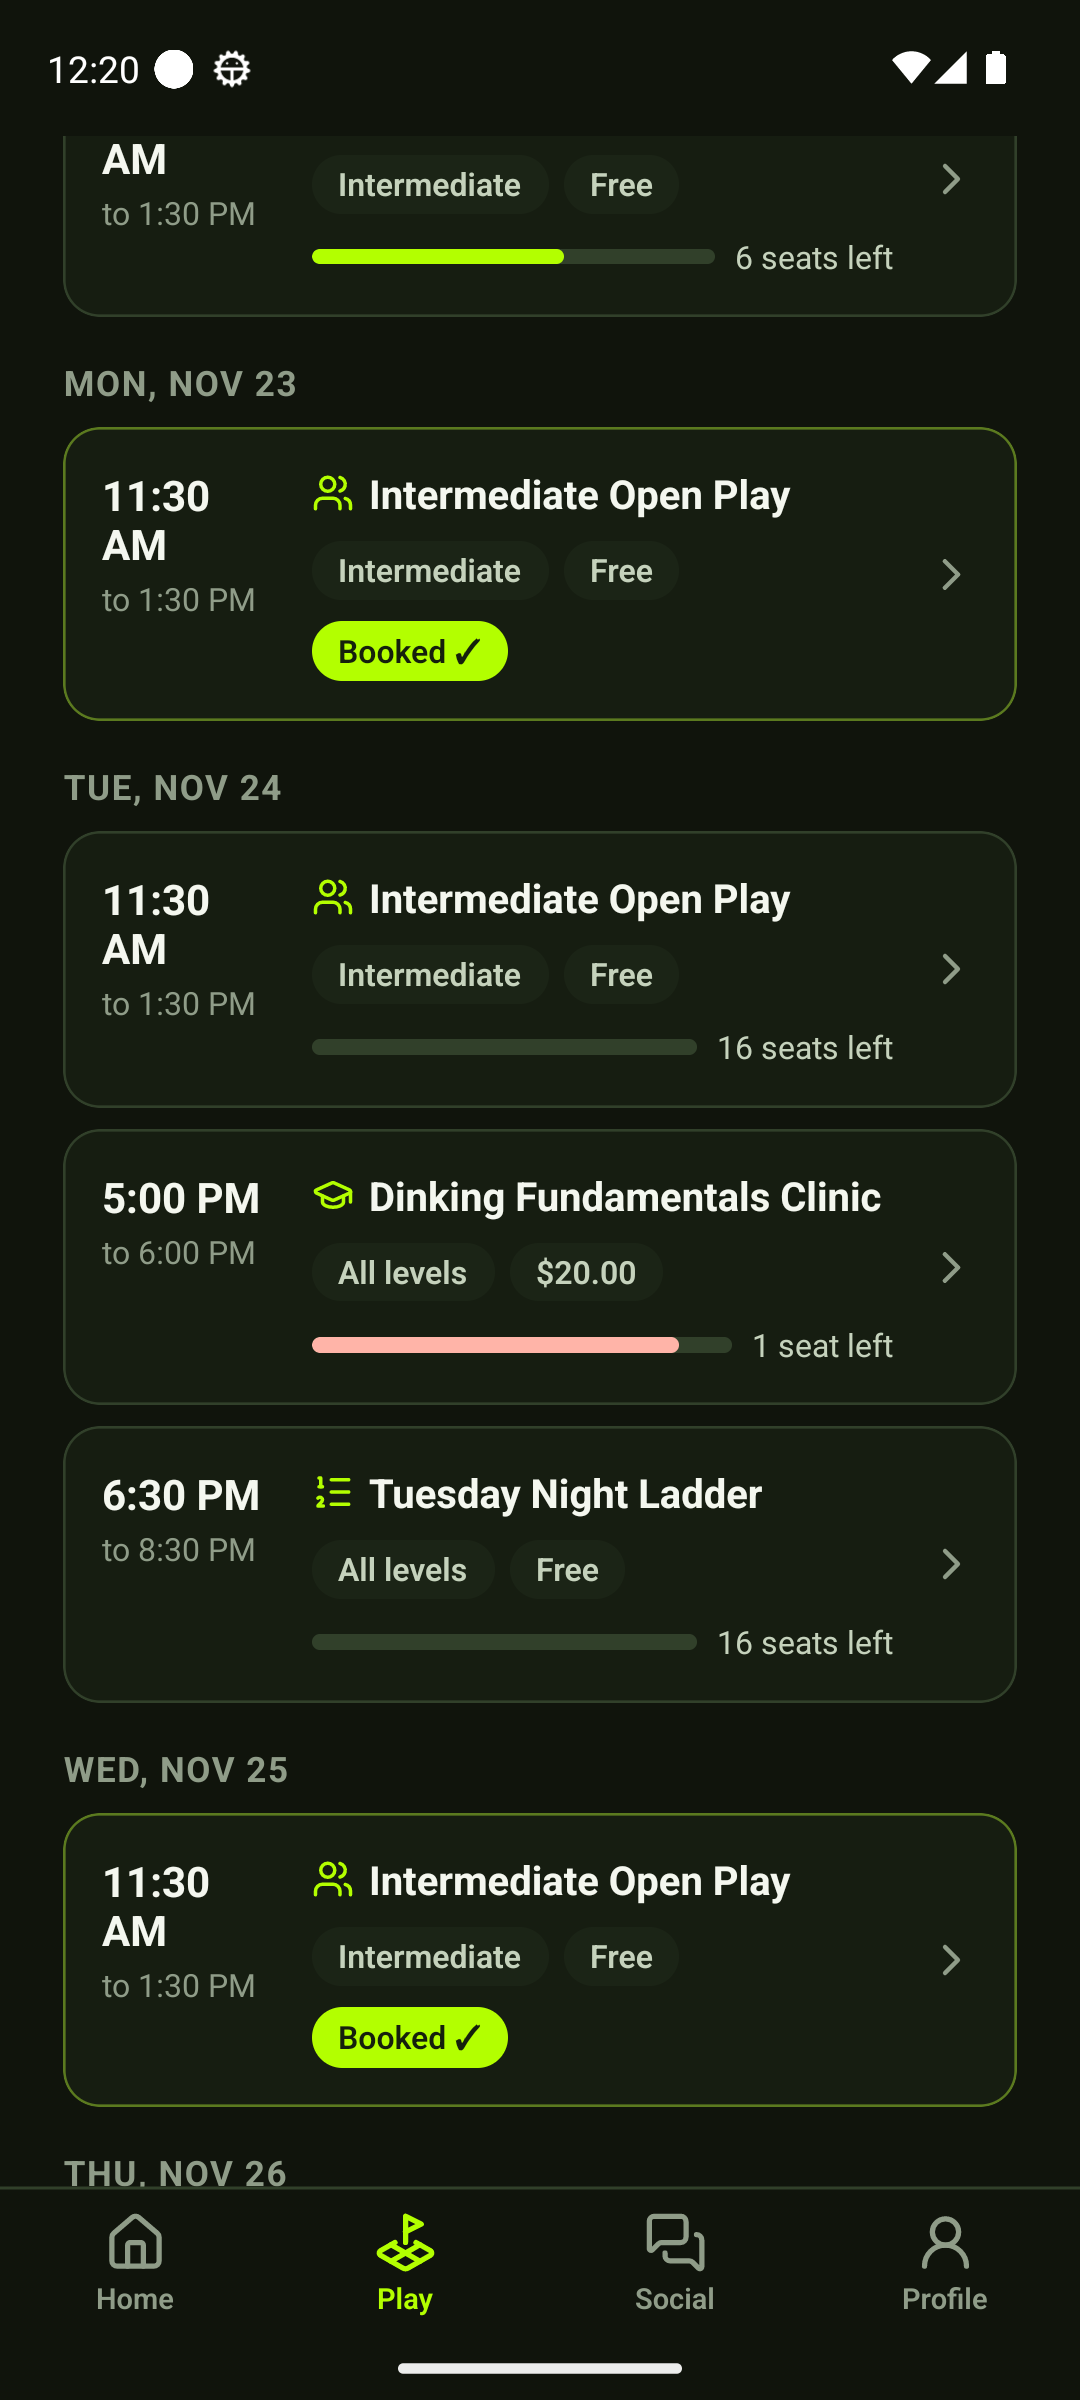 12:20
AM
to 1:30 PM
Intermediate
Free
6 seats left
MON, NOV 23
11:30
AM
to 1:30 PM
Intermediate Open Play
Intermediate
Free
Booked ✓
TUE, NOV 24
11:30
AM
to 1:30 PM
Intermediate Open Play
Intermediate
Free
16 seats left
5:00 PM
to 6:00 PM
Dinking Fundamentals Clinic
All levels
$20.00
1 seat left
6:30 PM
to 8:30 PM
Tuesday Night Ladder
All levels
Free
16 seats left
WED, NOV 25
11:30
AM
to 1:30 PM
Intermediate Open Play
Intermediate
Free
Booked ✓
THU, NOV 26
Home
Play
Social
Profile